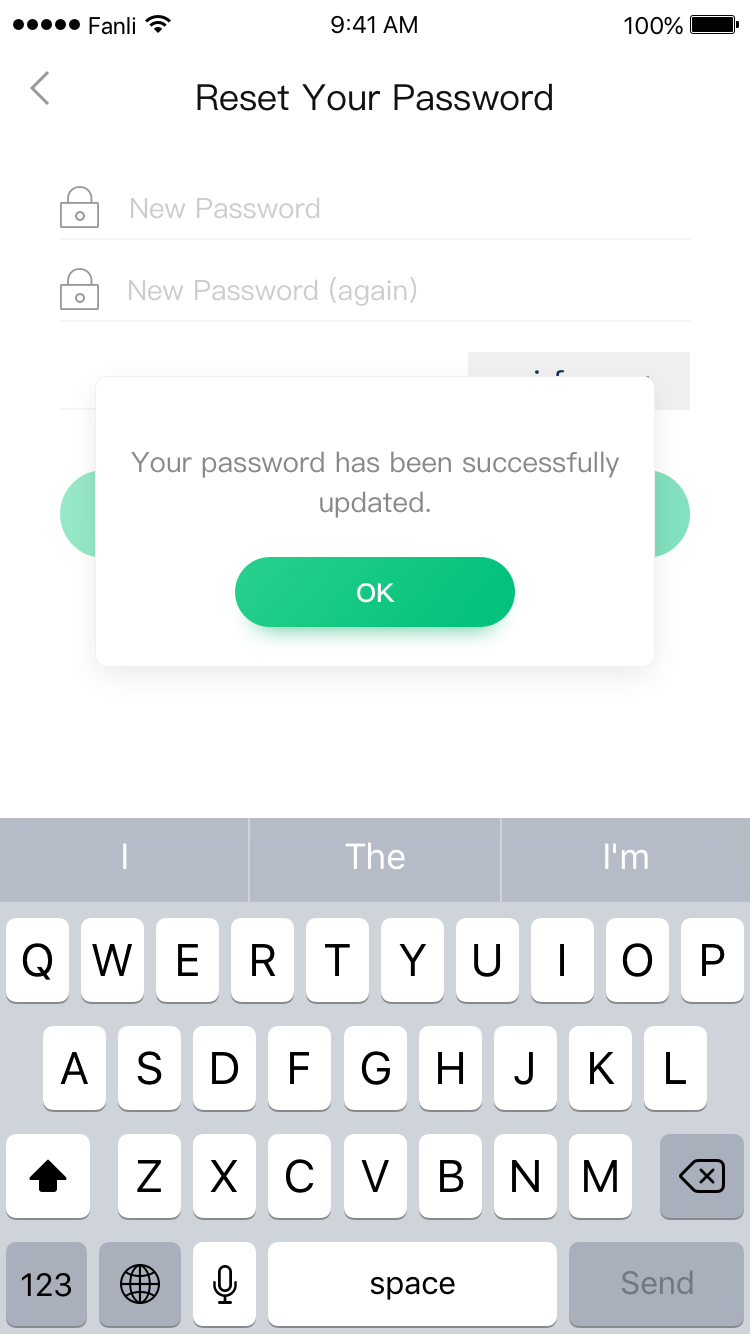 Fanli 9:41 AM 100%
Reset Your Password
New Password
New Password (again)
Your password has been successfully
updated.
OK
I The I'm
Q W E R T Y U I O P
A S D F G H J K L
Z X C V B N M
123 space Send